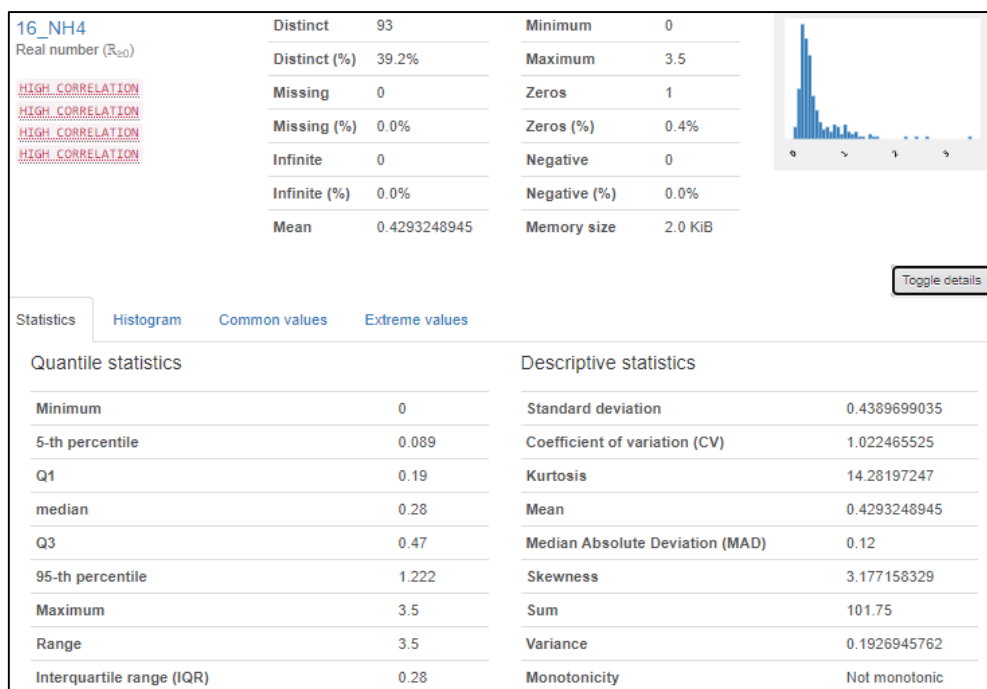 16_NH4
Real number (ℝ≥0)
HIGH CORRELATION
HIGH CORRELATION
HIGH CORRELATION
HIGH CORRELATION
Distinct 93
Distinct (%) 39.2%
Missing 0
Missing (%) 0.0%
Infinite 0
Infinite (%) 0.0%
Mean 0.4293248945
Minimum 0
Maximum 3.5
Zeros 1
Zeros (%) 0.4%
Negative 0
Negative (%) 0.0%
Memory size 2.0 KiB
0 1 2 3
Toggle details
Statistics Histogram Common values Extreme values
Quantile statistics
Minimum 0
5-th percentile 0.089
Q1 0.19
median 0.28
Q3 0.47
95-th percentile 1.222
Maximum 3.5
Range 3.5
Interquartile range (IQR) 0.28
Descriptive statistics
Standard deviation 0.4389699035
Coefficient of variation (CV) 1.022465525
Kurtosis 14.28197247
Mean 0.4293248945
Median Absolute Deviation (MAD) 0.12
Skewness 3.177158329
Sum 101.75
Variance 0.1926945762
Monotonicity Not monotonic